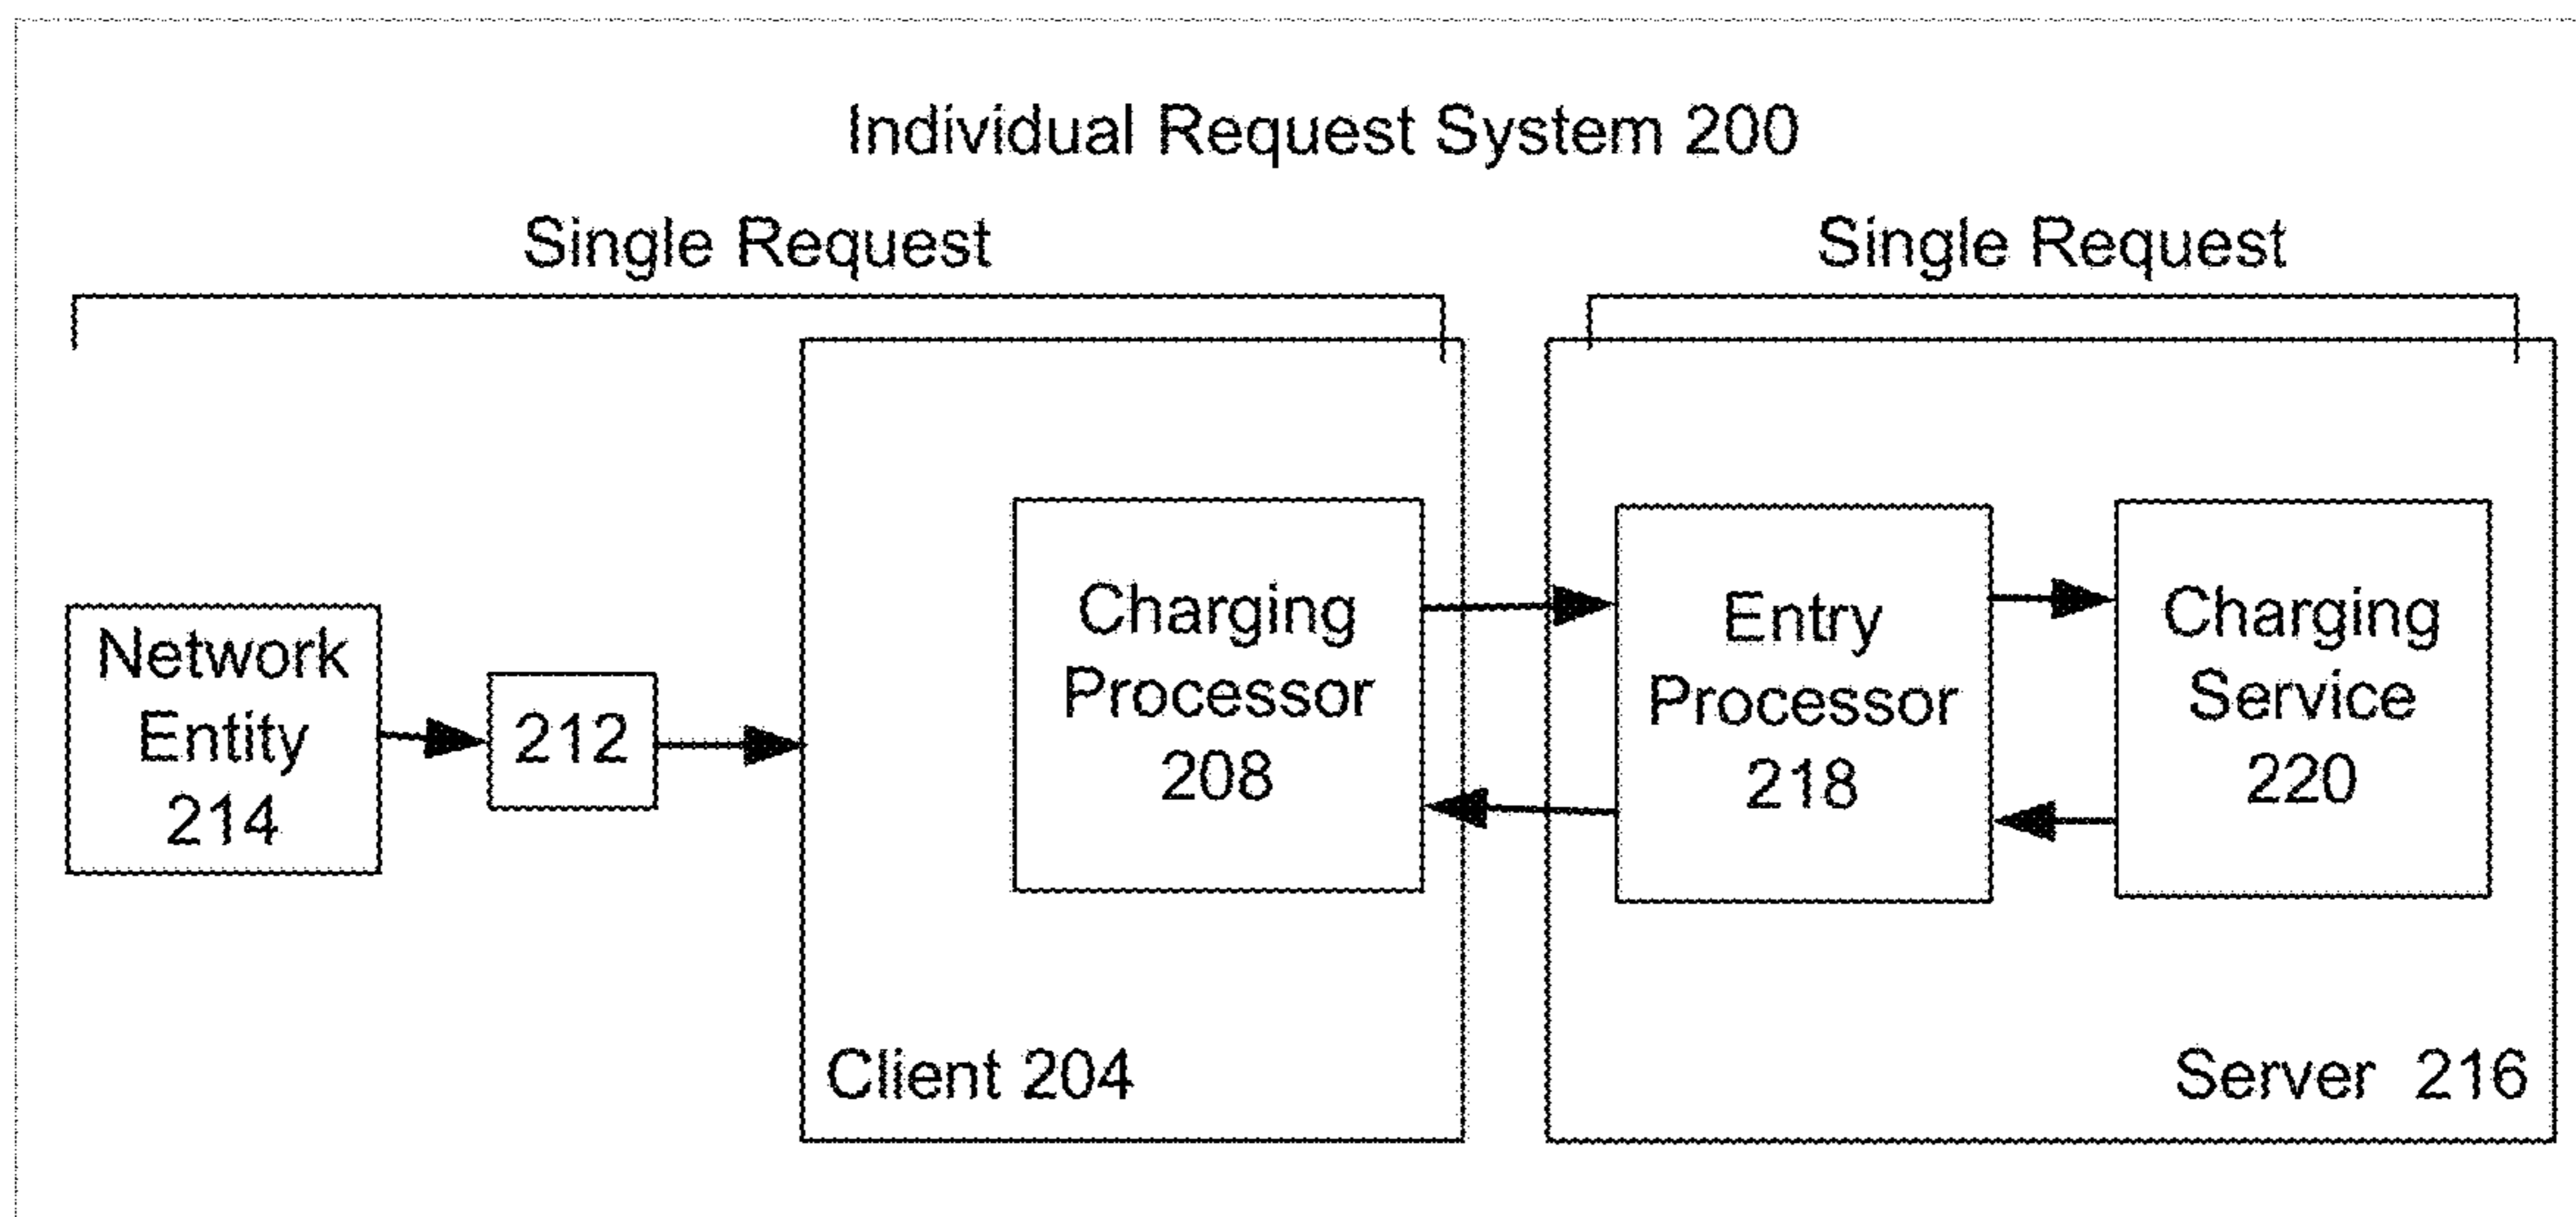 Individual Request System 200
Single Request
Single Request
Network
Entity
214
212
Charging
Processor
208
Client 204
Entry
Processor
218
Charging
Service
220
Server 216